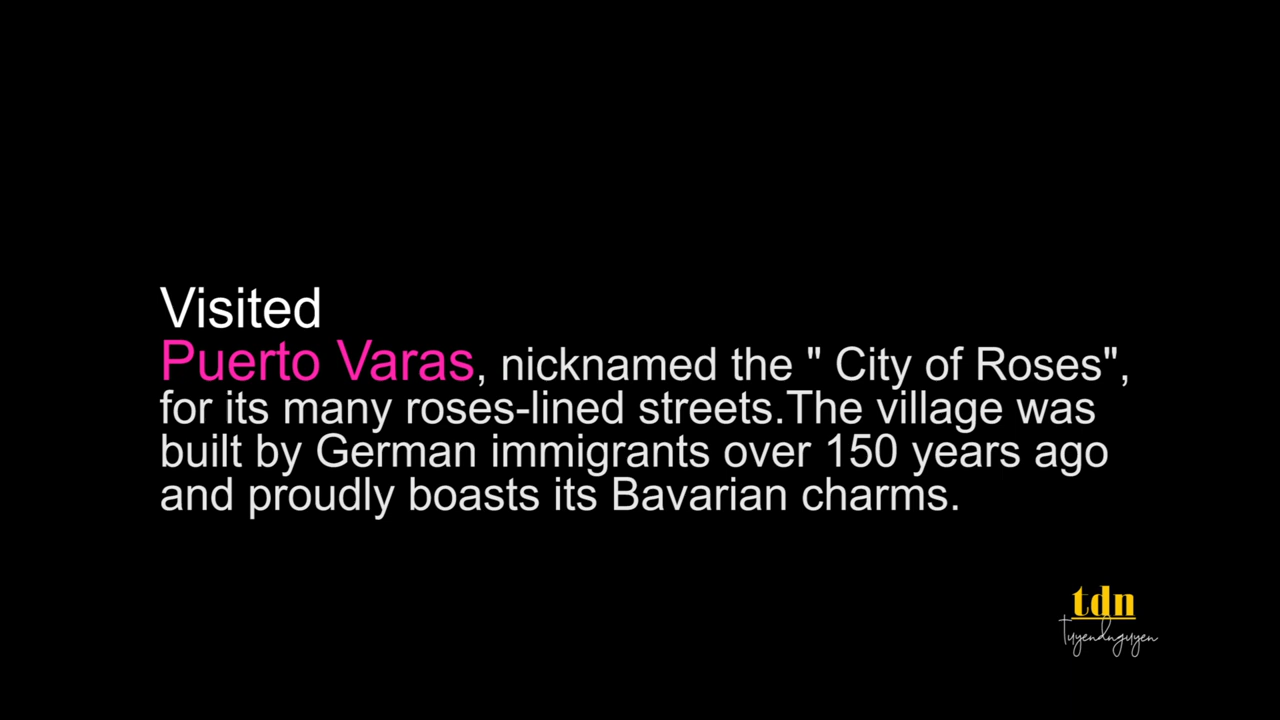 Visited
Puerto Varas, nicknamed the " City of Roses",
for its many roses-lined streets.The village was
built by German immigrants over 150 years ago
and proudly boasts its Bavarian charms.
tdn
tuyendnguyen